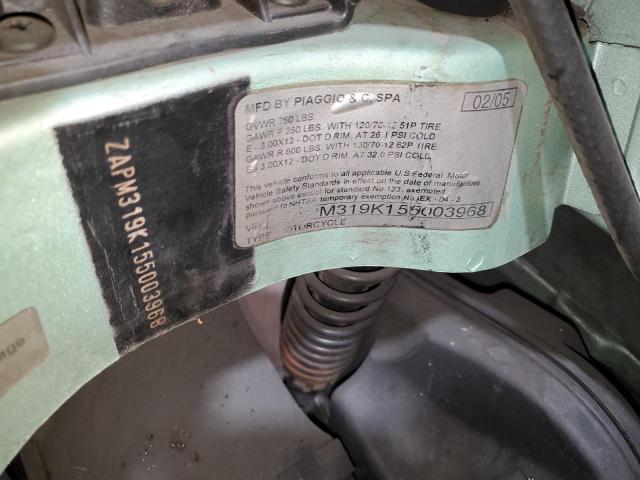 ZAPM319K155003968
MFD BY PIAGGIO & C. SPA 02/05
GVWR 750 LBS.
GAWR F 250 LBS. WITH 120/70-12 51P TIRE,
E - 3.00X12 - DOT D RIM, AT 26.1 PSI COLD
GAWR R 500 LBS. WITH 130/70-12 62P TIRE,
E - 3.00X12 - DOT D RIM, AT 32.0 PSI COLD
This vehicle conforms to all applicable U.S Federal Motor
Vehicle Safety Standards in effect on the date of manufacture
shown above except for standard No 123, exempted
pursuant to NHTSA temporary exemption No EX - 04 - 3
M319K155003968
TYPE